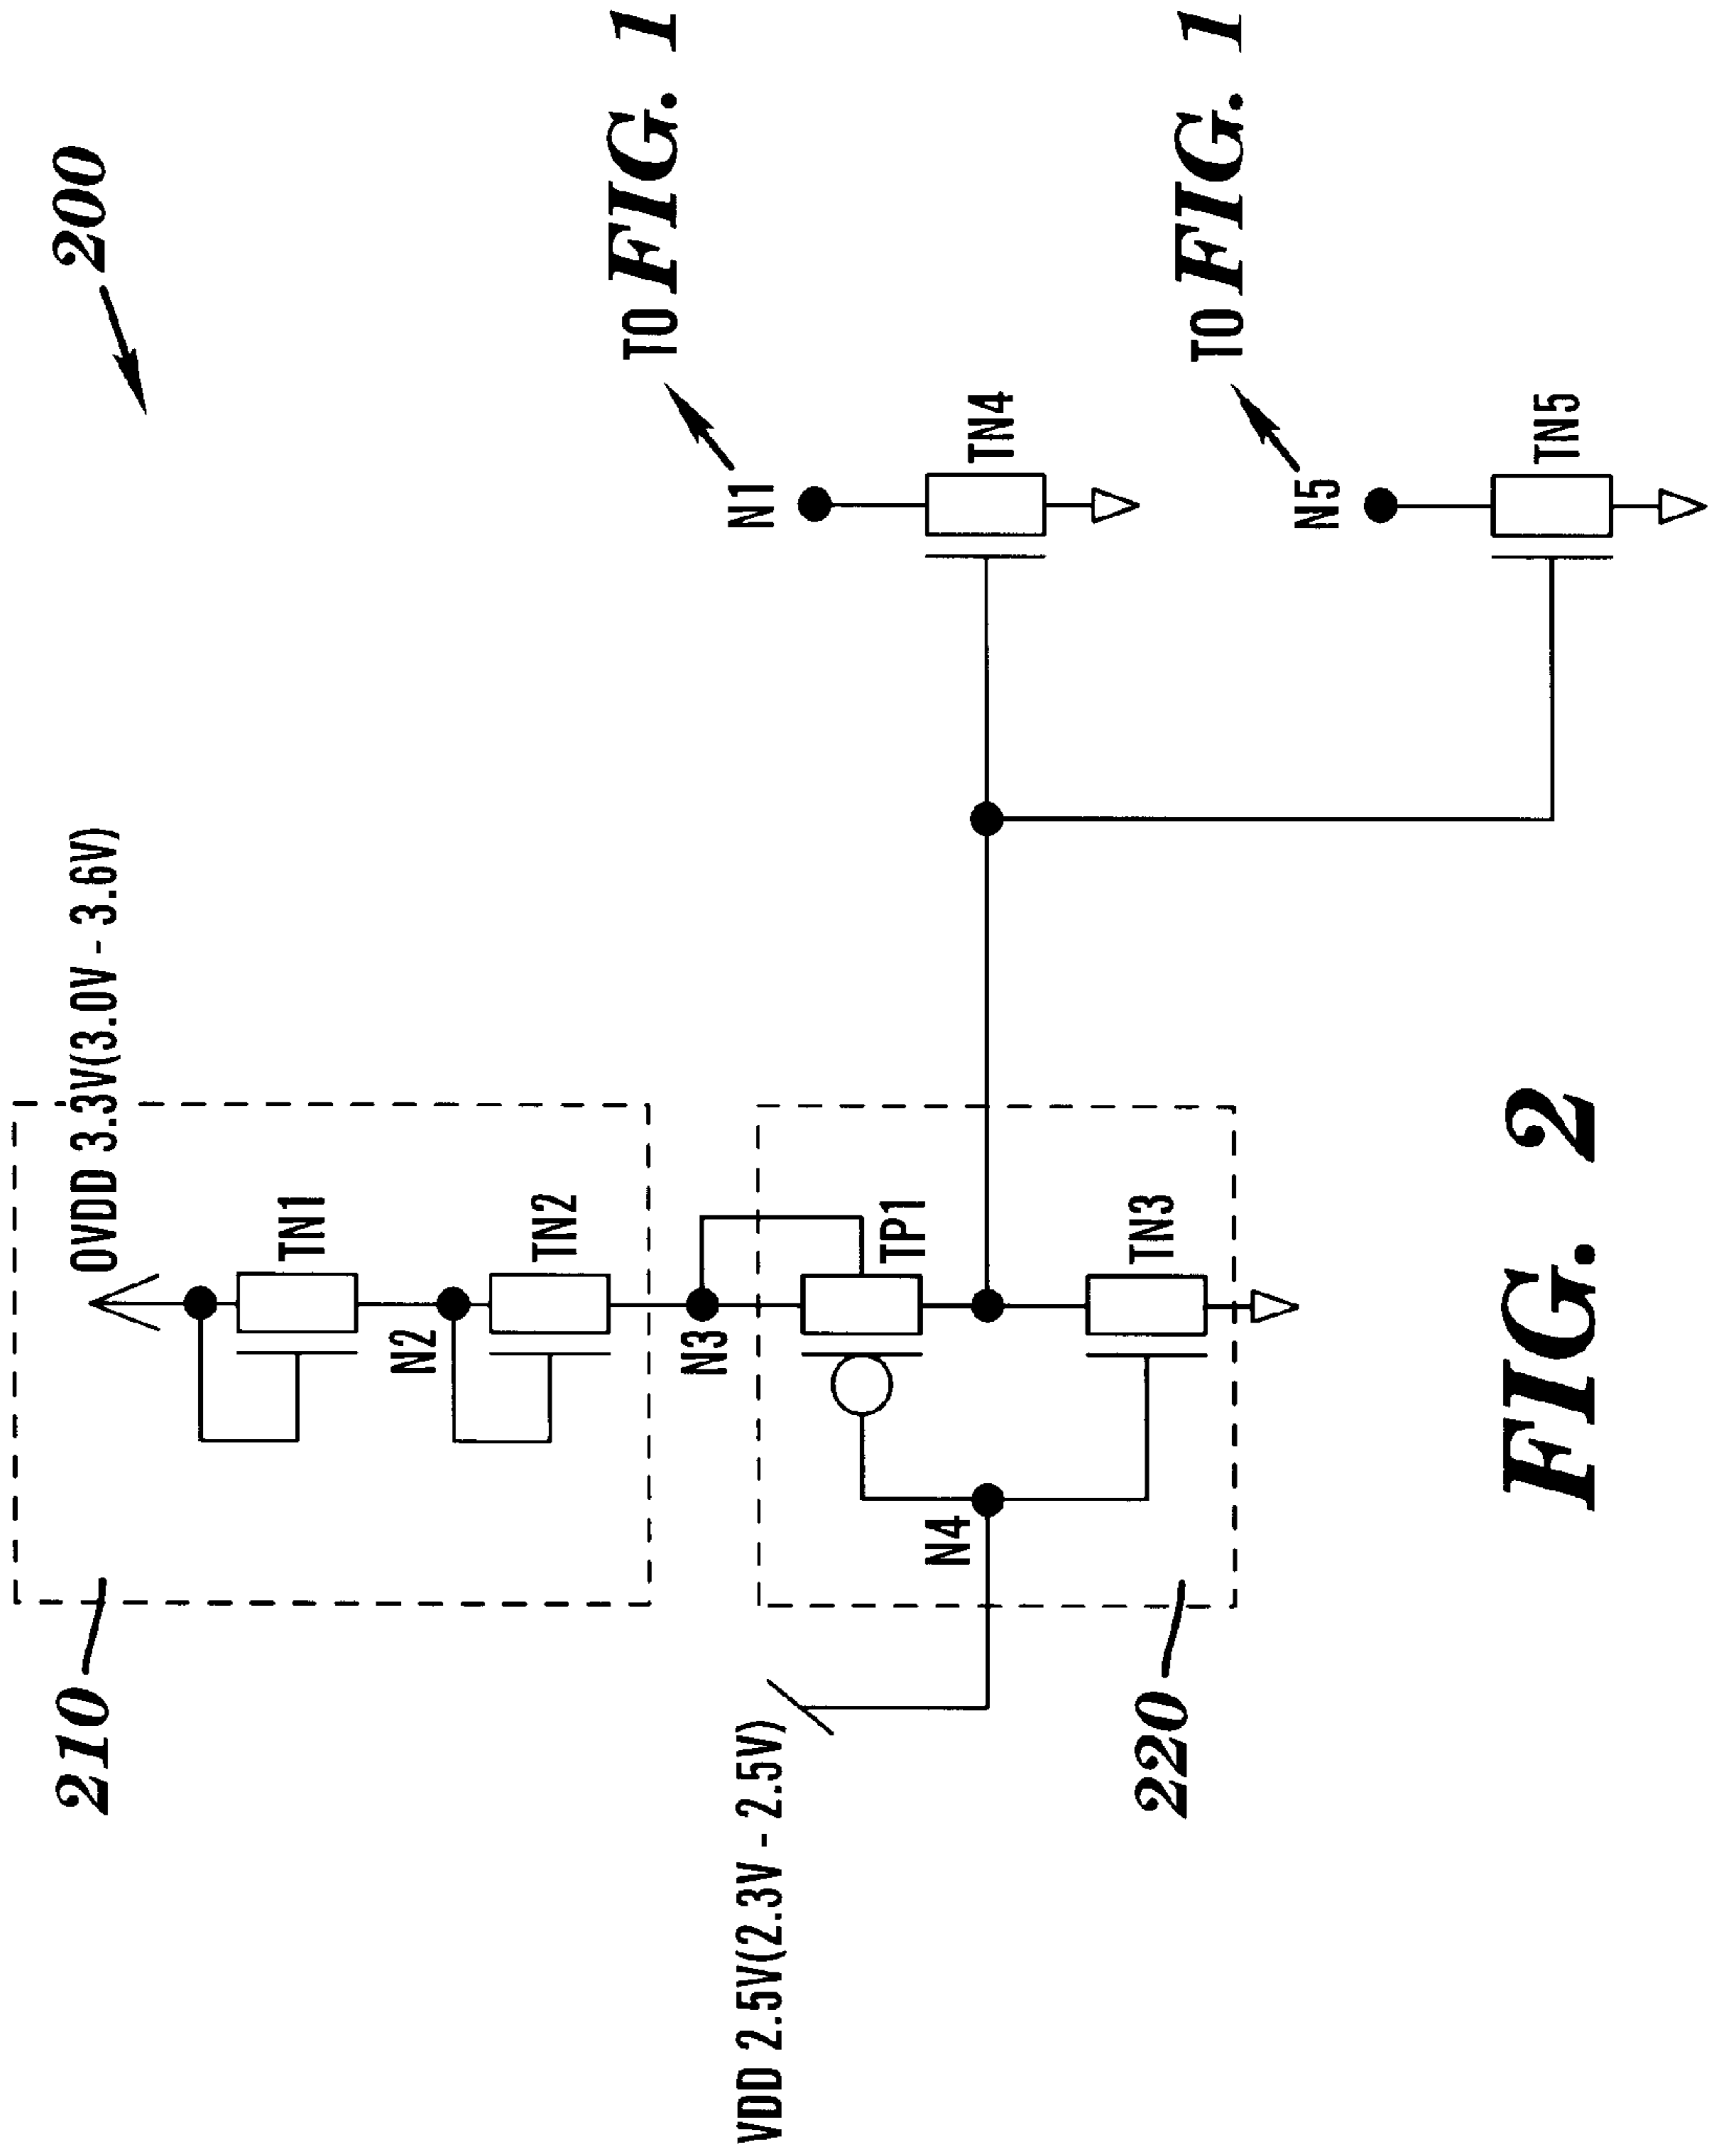 200
210
OVDD 3.3V(3.0V - 3.6V)
TN1
N2
TN2
N3
VDD 2.5V(2.3V - 2.5V)
TP1
N4
TN3
220
TO FIG. 1
N1
TN4
TO FIG. 1
N5
TN5
FIG. 2